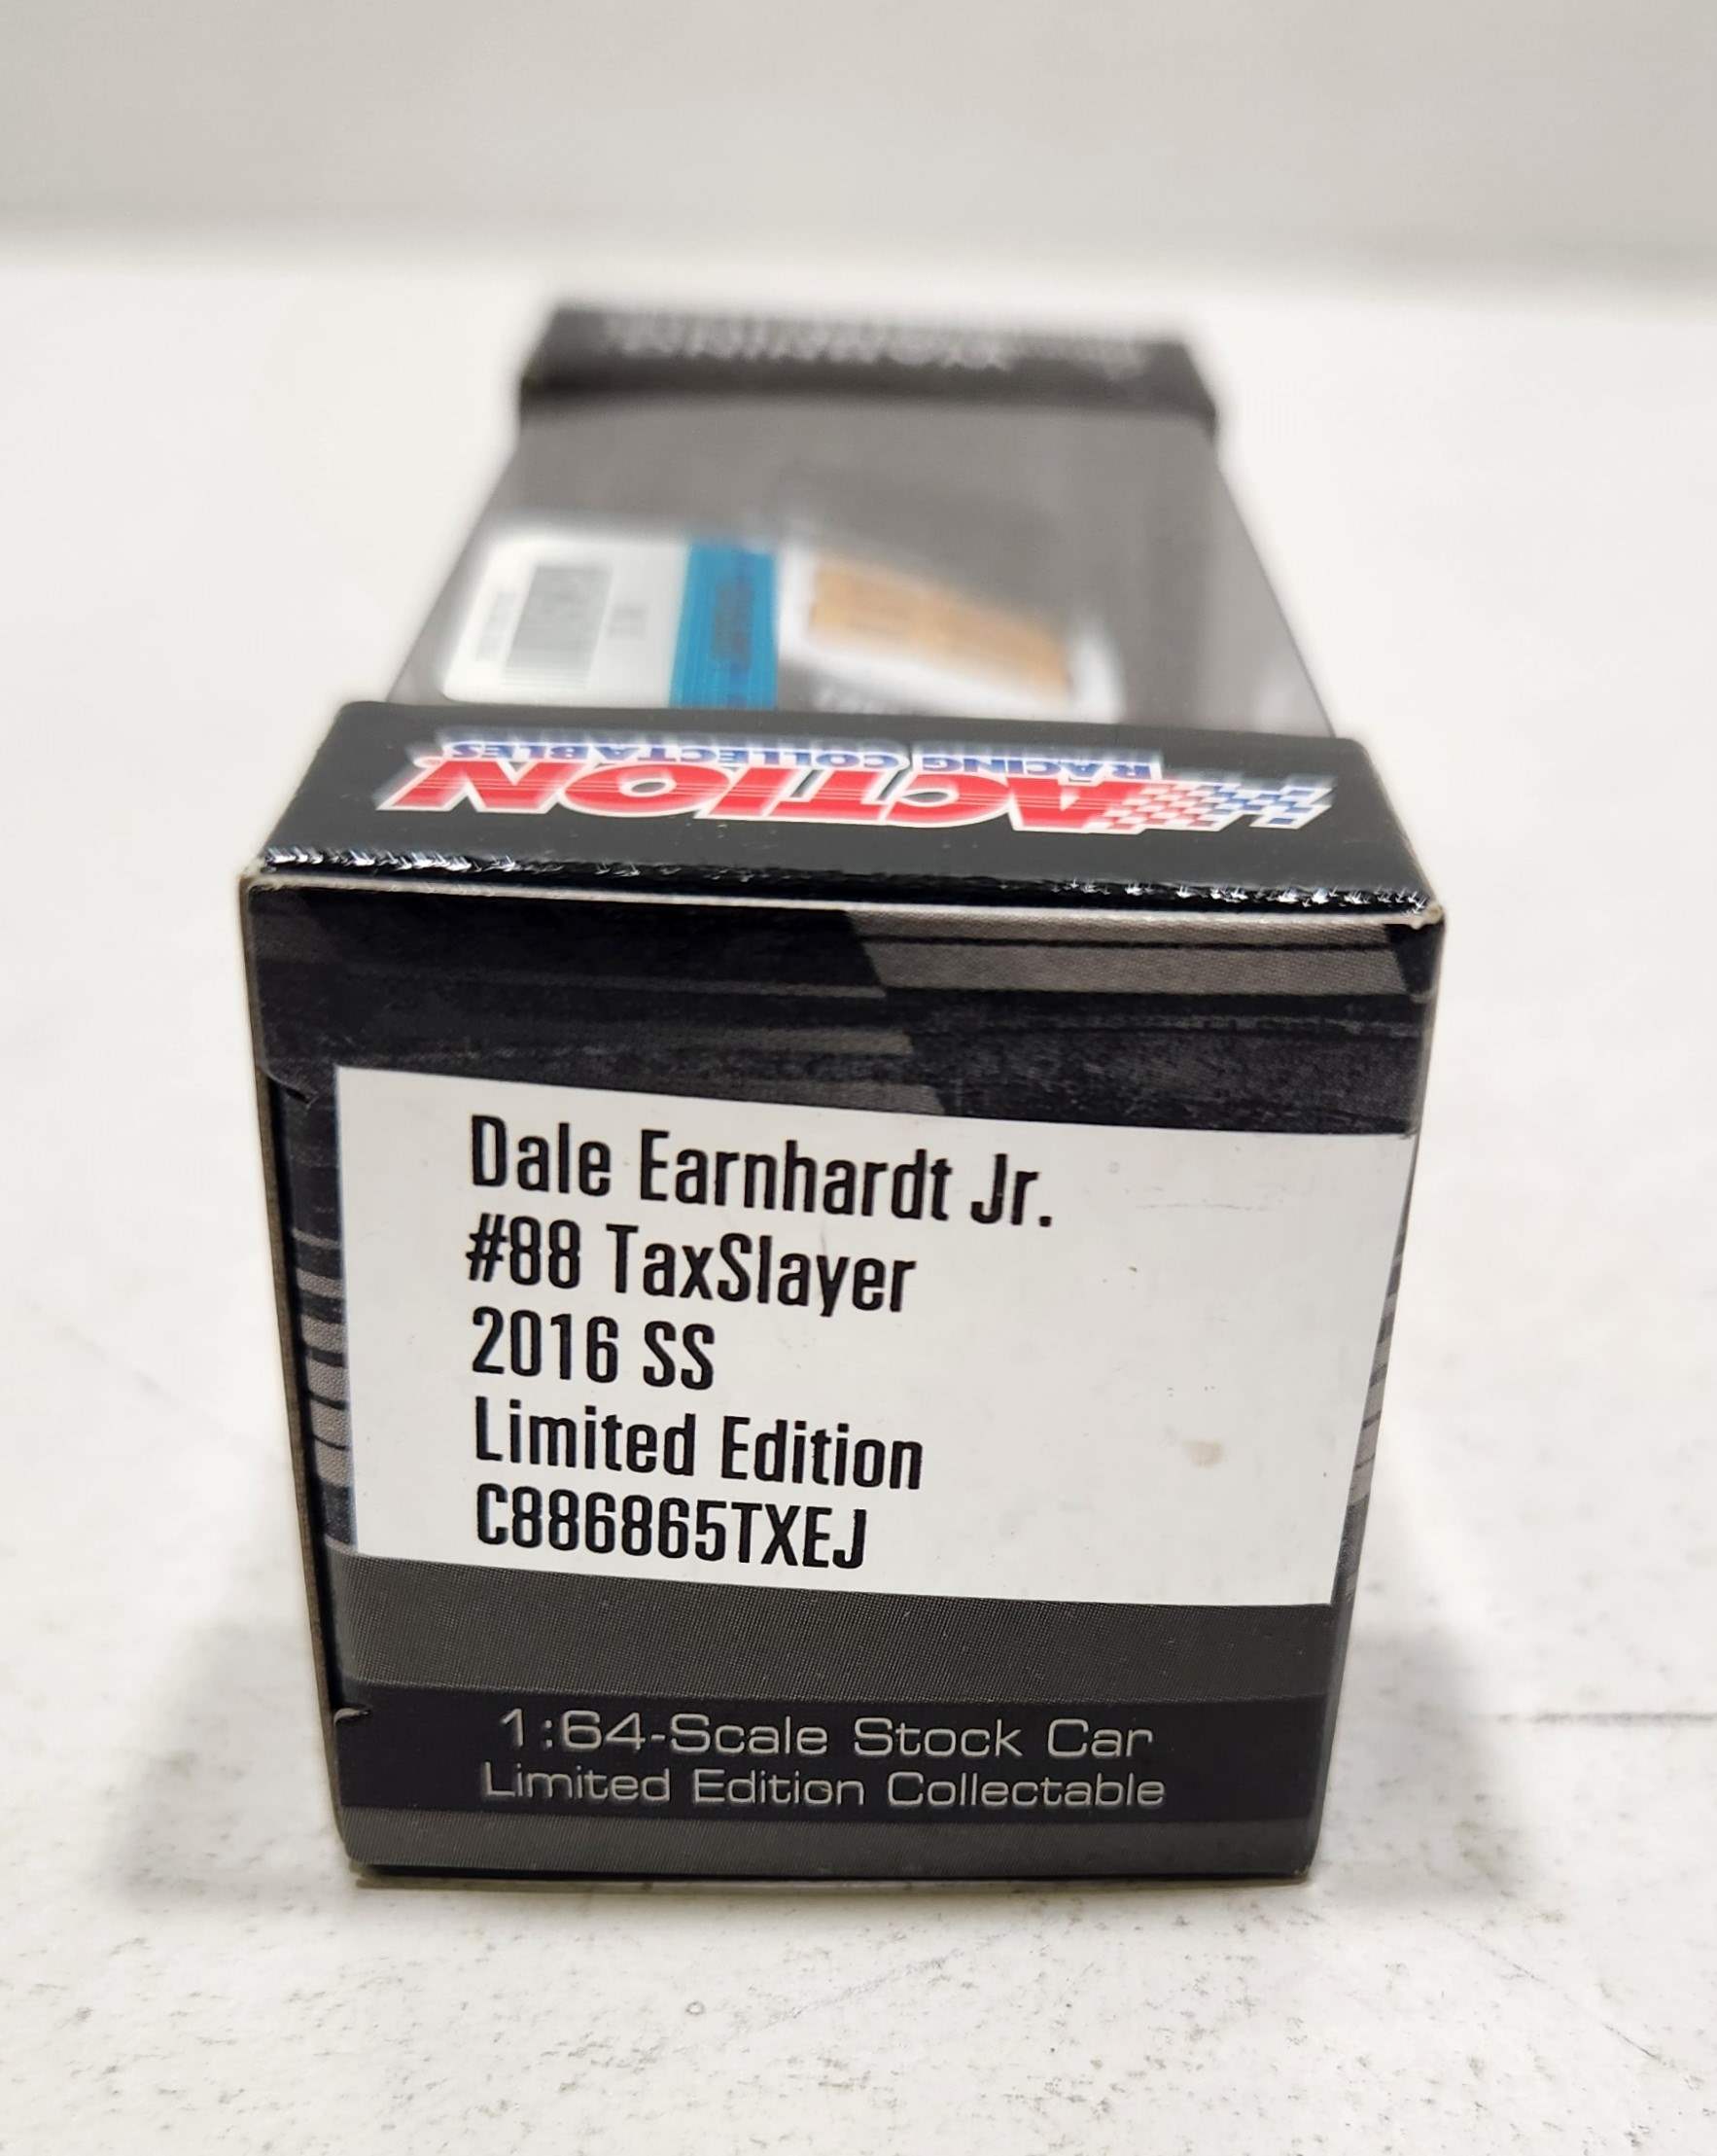 ACTION
RACING COLLECTABLES
Dale Earnhardt Jr.
#88 TaxSlayer
2016 SS
Limited Edition
C886865TXEJ
1:64-Scale Stock Car
Limited Edition Collectable